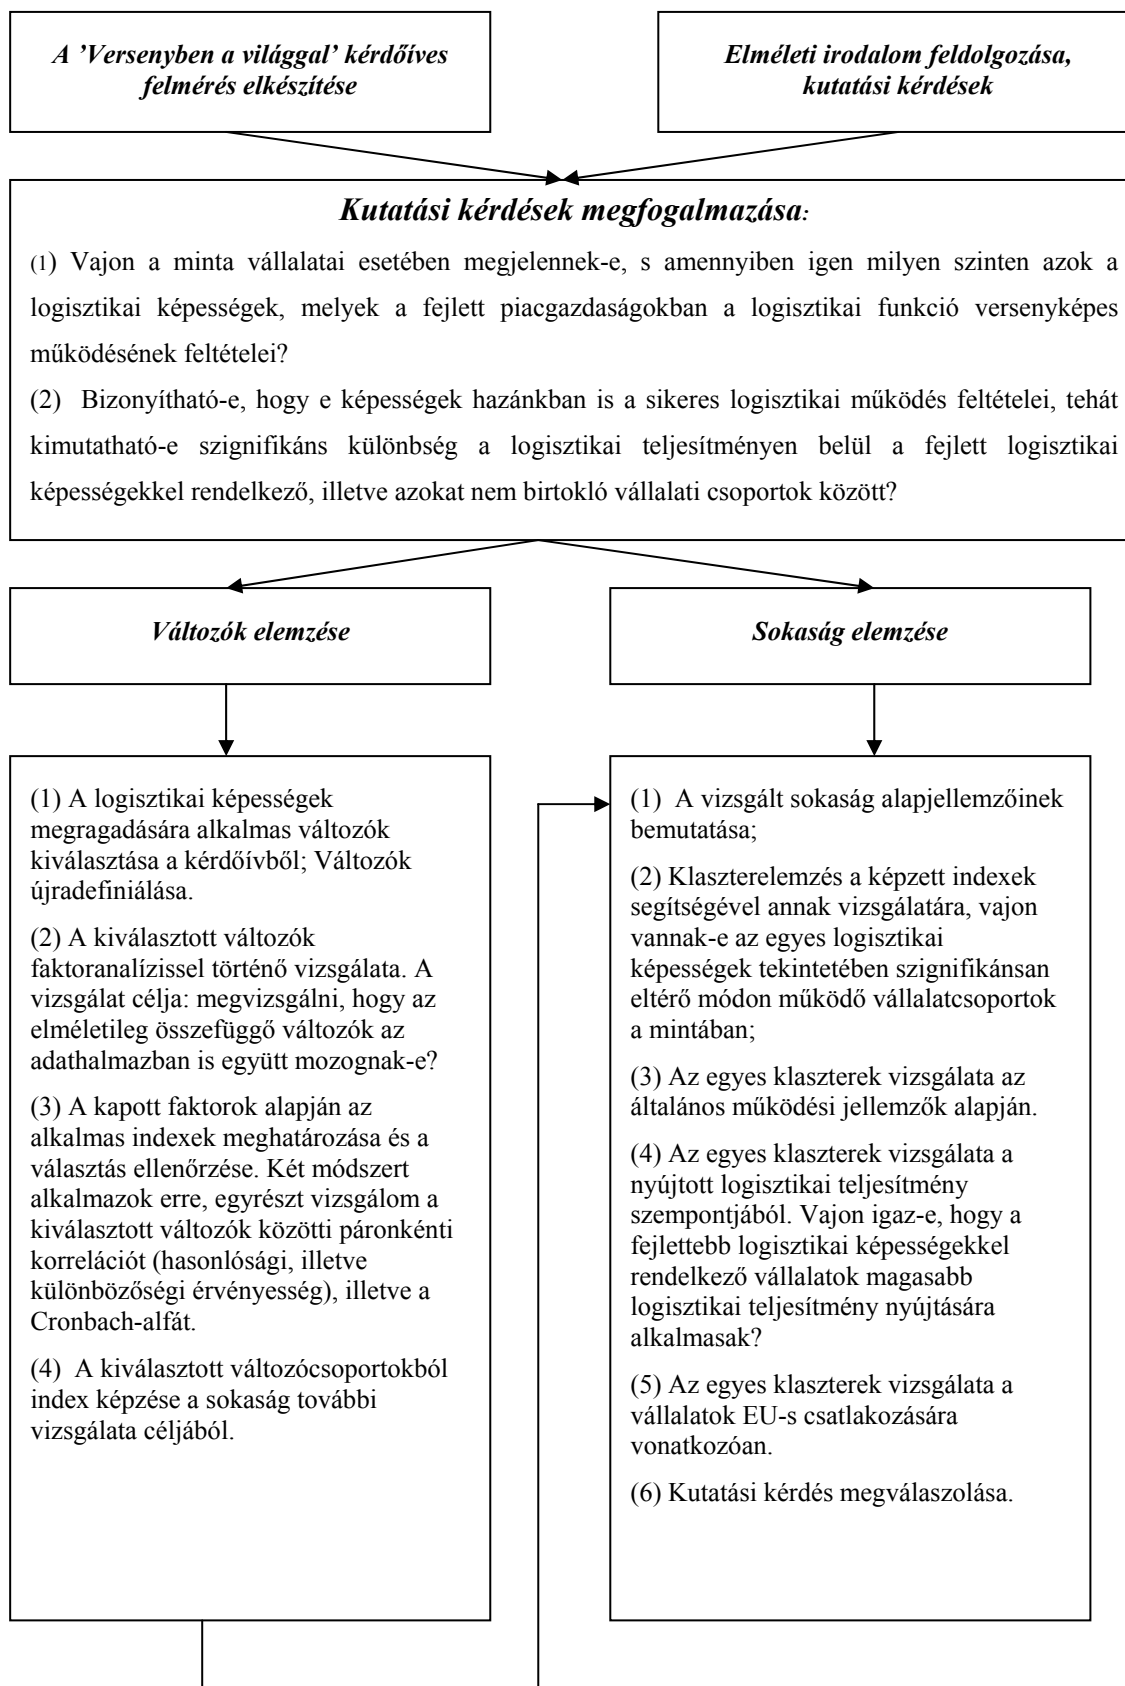 A ’Versenyben a világgal’ kérdőíves
felmérés elkészítése
Elméleti irodalom feldolgozása,
kutatási kérdések
Kutatási kérdések megfogalmazása:
(1) Vajon a minta vállalatai esetében megjelennek-e, s amennyiben igen milyen szinten azok a
logisztikai képességek, melyek a fejlett piacgazdaságokban a logisztikai funkció versenyképes
működésének feltételei?
(2) Bizonyítható-e, hogy e képességek hazánkban is a sikeres logisztikai működés feltételei, tehát
kimutatható-e szignifikáns különbség a logisztikai teljesítményen belül a fejlett logisztikai
képességekkel rendelkező, illetve azokat nem birtokló vállalati csoportok között?
Változók elemzése
Sokaság elemzése
(1) A logisztikai képességek
megragadására alkalmas változók
kiválasztása a kérdőívből; Változók
újradefiniálása.
(2) A kiválasztott változók
faktoranalízissel történő vizsgálata. A
vizsgálat célja: megvizsgálni, hogy az
elméletileg összefüggő változók az
adathalmazban is együtt mozognak-e?
(3) A kapott faktorok alapján az
alkalmas indexek meghatározása és a
választás ellenőrzése. Két módszert
alkalmazok erre, egyrészt vizsgálom a
kiválasztott változók közötti páronkénti
korrelációt (hasonlósági, illetve
különbözőségi érvényesség), illetve a
Cronbach-alfát.
(4) A kiválasztott változócsoportokból
index képzése a sokaság további
vizsgálata céljából.
(1) A vizsgált sokaság alapjellemzőinek
bemutatása;
(2) Klaszterelemzés a képzett indexek
segítségével annak vizsgálatára, vajon
vannak-e az egyes logisztikai
képességek tekintetében szignifikánsan
eltérő módon működő vállalatcsoportok
a mintában;
(3) Az egyes klaszterek vizsgálata az
általános működési jellemzők alapján.
(4) Az egyes klaszterek vizsgálata a
nyújtott logisztikai teljesítmény
szempontjából. Vajon igaz-e, hogy a
fejlettebb logisztikai képességekkel
rendelkező vállalatok magasabb
logisztikai teljesítmény nyújtására
alkalmasak?
(5) Az egyes klaszterek vizsgálata a
vállalatok EU-s csatlakozására
vonatkozóan.
(6) Kutatási kérdés megválaszolása.